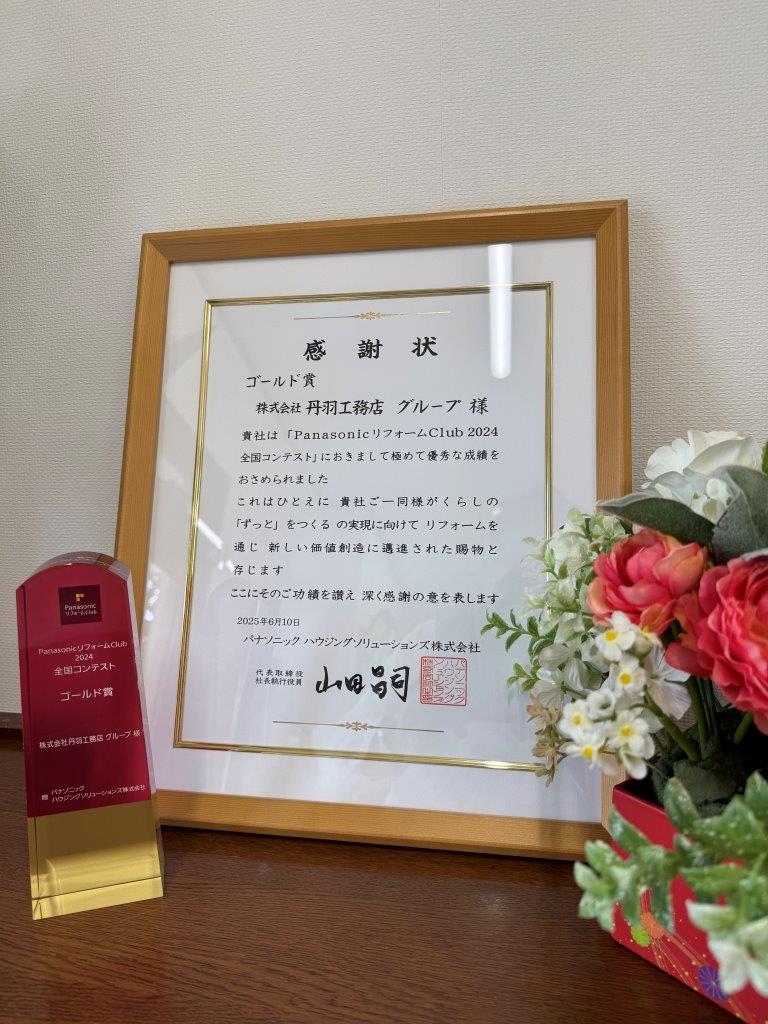 感謝状
ゴールド賞
株式会社 丹羽工務店 グループ 様
貴社は「PanasonicリフォームClub 2024
全国コンテスト」におきまして極めて優秀な成績を
おさめられました
これはひとえに 貴社ご一同様がくらしの
「ずっと」をつくる の実現に向けて リフォームを
通じ 新しい価値創造に邁進された賜物と
存じます
ここにそのご功績を讃え 深く感謝の意を表します
2025年6月10日
パナソニック ハウジングソリューションズ株式会社
代表取締役
社長執行役員
山田昌司
Panasonic
リフォームClub
PanasonicリフォームClub
2024
全国コンテスト
ゴールド賞
株式会社丹羽工務店 グループ 様
贈 パナソニック
ハウジングソリューションズ株式会社